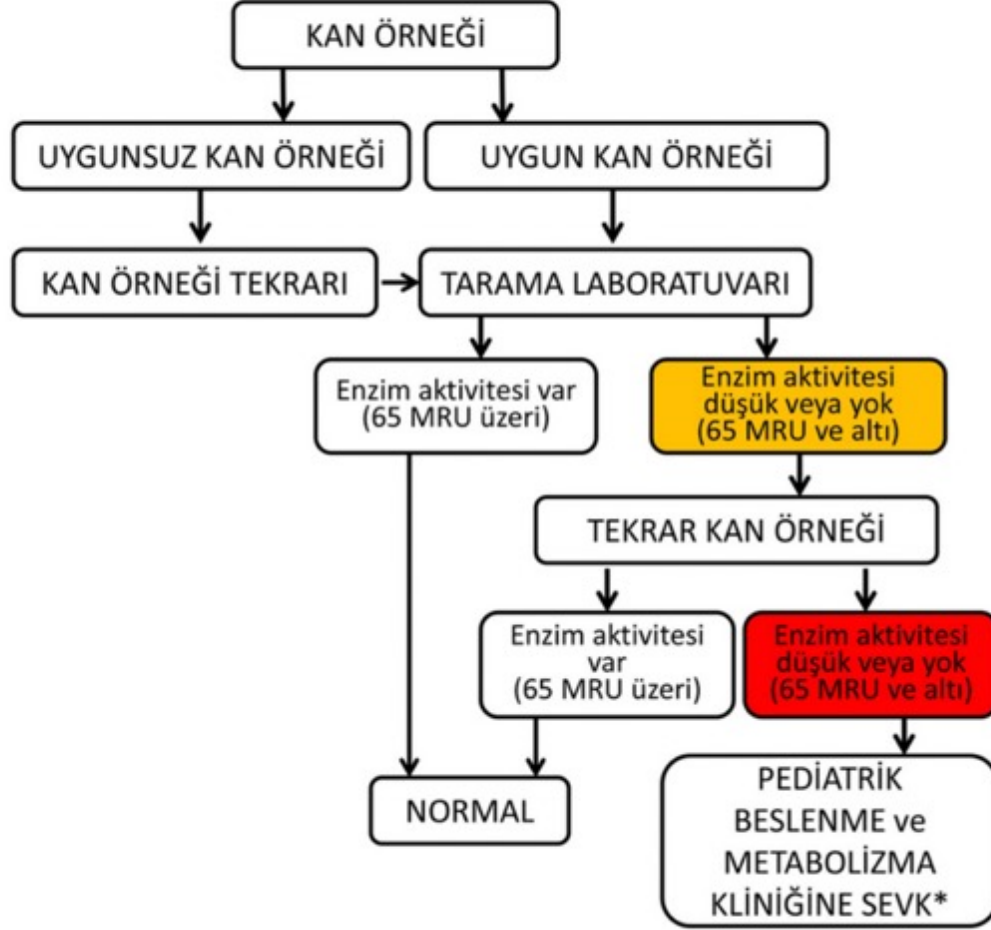 KAN ÖRNEĞİ
UYGUNSUZ KAN ÖRNEĞİ
UYGUN KAN ÖRNEĞİ
KAN ÖRNEĞİ TEKRARI
TARAMA LABORATUVARI
Enzim aktivitesi var
(65 MRU üzeri)
Enzim aktivitesi
düşük veya yok
(65 MRU ve altı)
TEKRAR KAN ÖRNEĞİ
Enzim aktivitesi
var
(65 MRU üzeri)
Enzim aktivitesi
düşük veya yok
(65 MRU ve altı)
NORMAL
PEDİATRİK
BESLENME ve
METABOLİZMA
KLİNİĞİNE SEVK*